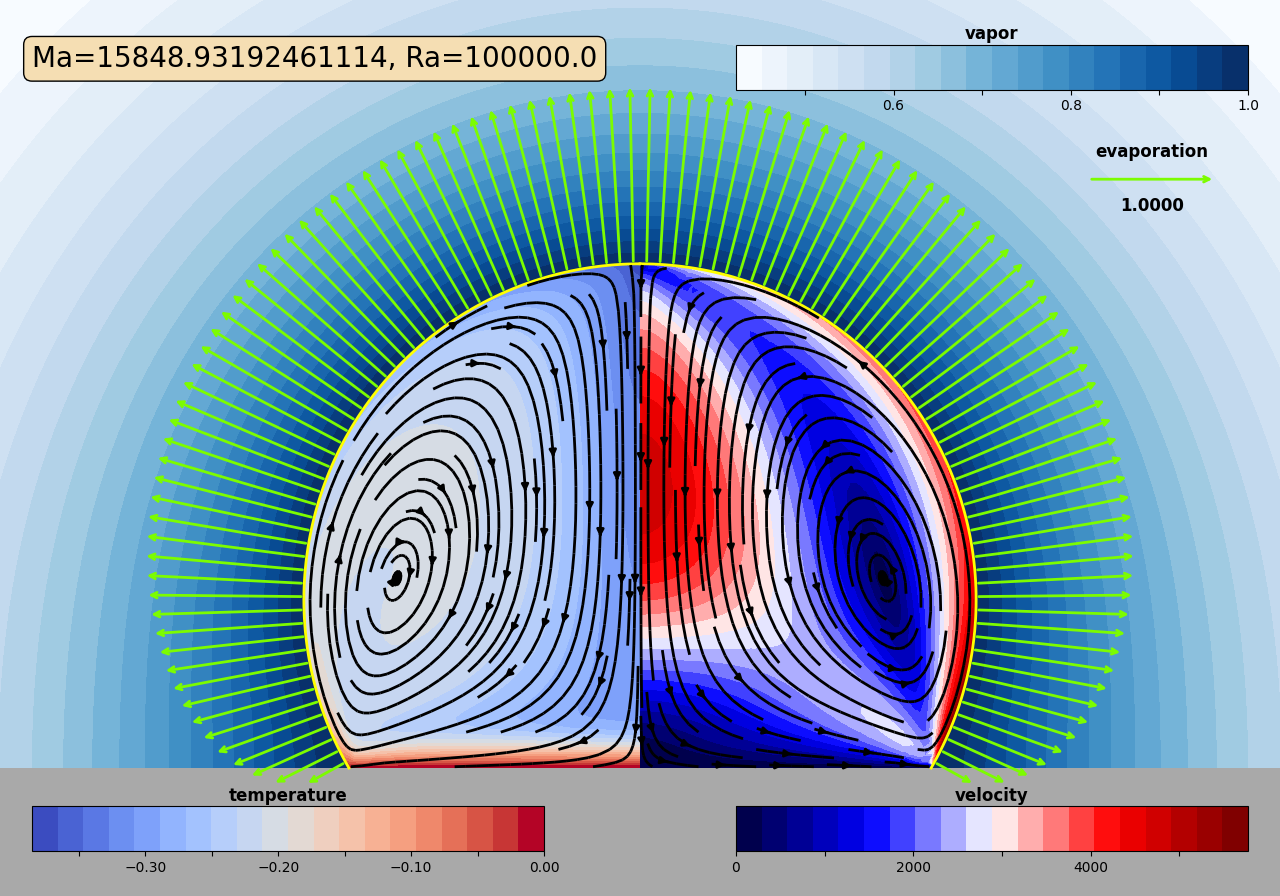 Ma=15848.93192461114, Ra=100000.0
vapor
0.6 0.8 1.0
evaporation
1.0000
temperature
−0.30 −0.20 −0.10 0.00
velocity
0 2000 4000